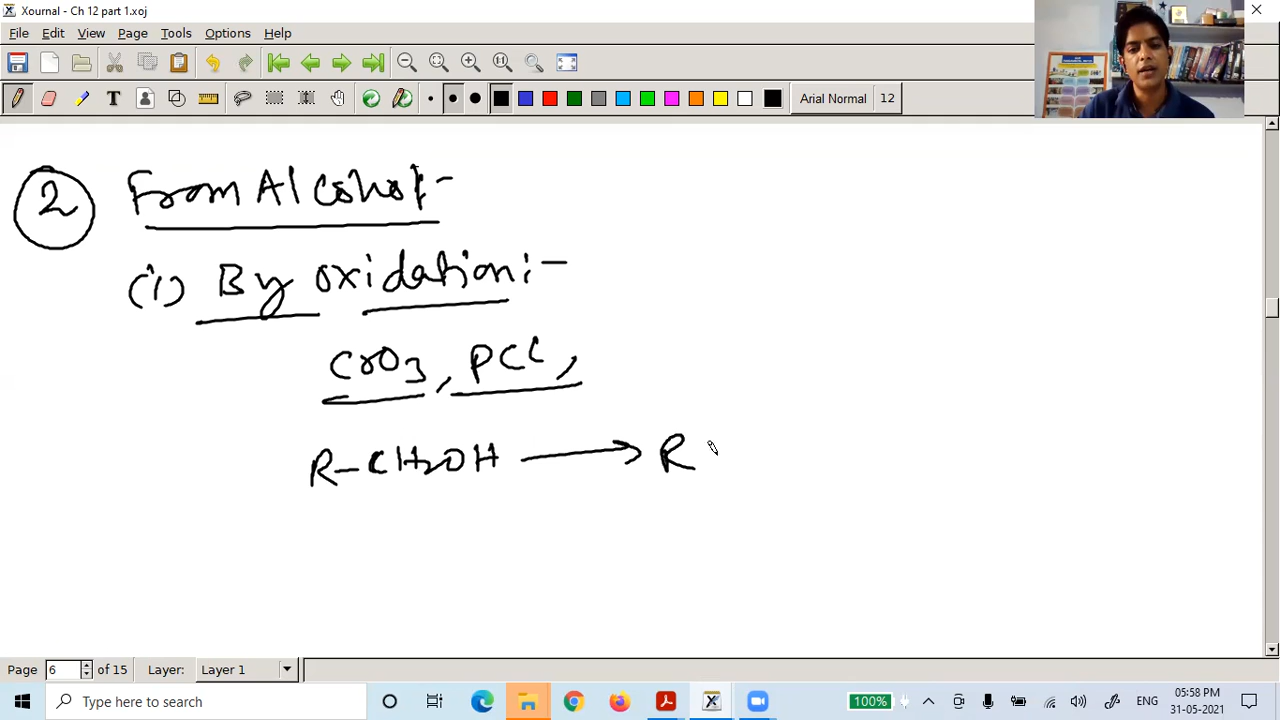 Xournal - Ch 12 part 1.xoj
File Edit View Page Tools Options Help
Arial Normal 12
2 From Alcohol-
(i) By oxidation:-
CrO3, PCC,
R-CH2OH → R
Page 6 of 15 Layer: Layer 1
Type here to search
100% ENG 05:58 PM
31-05-2021